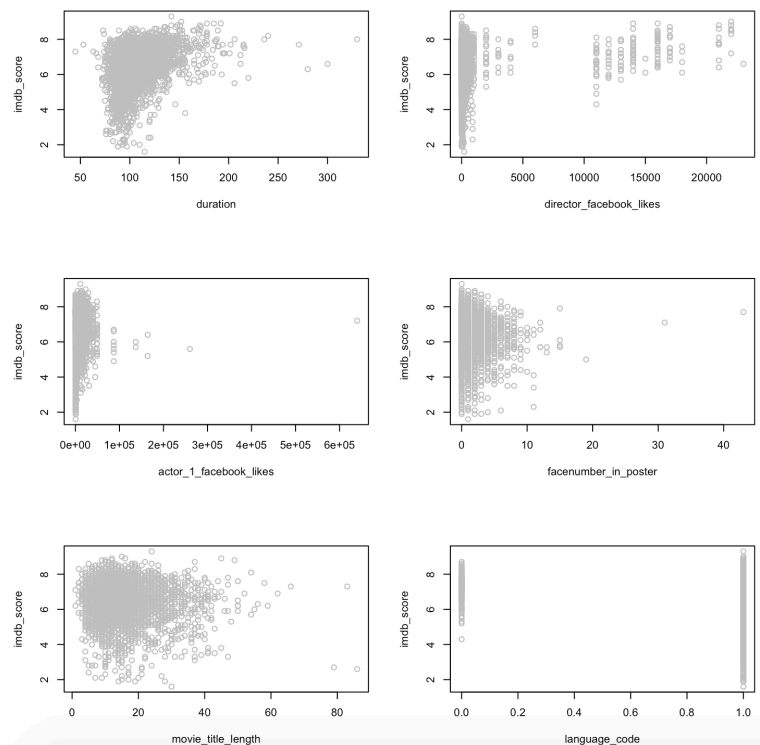 imdb_score
2 4 6 8
50 100 150 200 250 300
duration
imdb_score
2 4 6 8
0 5000 10000 15000 20000
director_facebook_likes
imdb_score
2 4 6 8
0e+00 1e+05 2e+05 3e+05 4e+05 5e+05 6e+05
actor_1_facebook_likes
imdb_score
2 4 6 8
0 10 20 30 40
facenumber_in_poster
imdb_score
2 4 6 8
0 20 40 60 80
movie_title_length
imdb_score
2 4 6 8
0.0 0.2 0.4 0.6 0.8 1.0
language_code